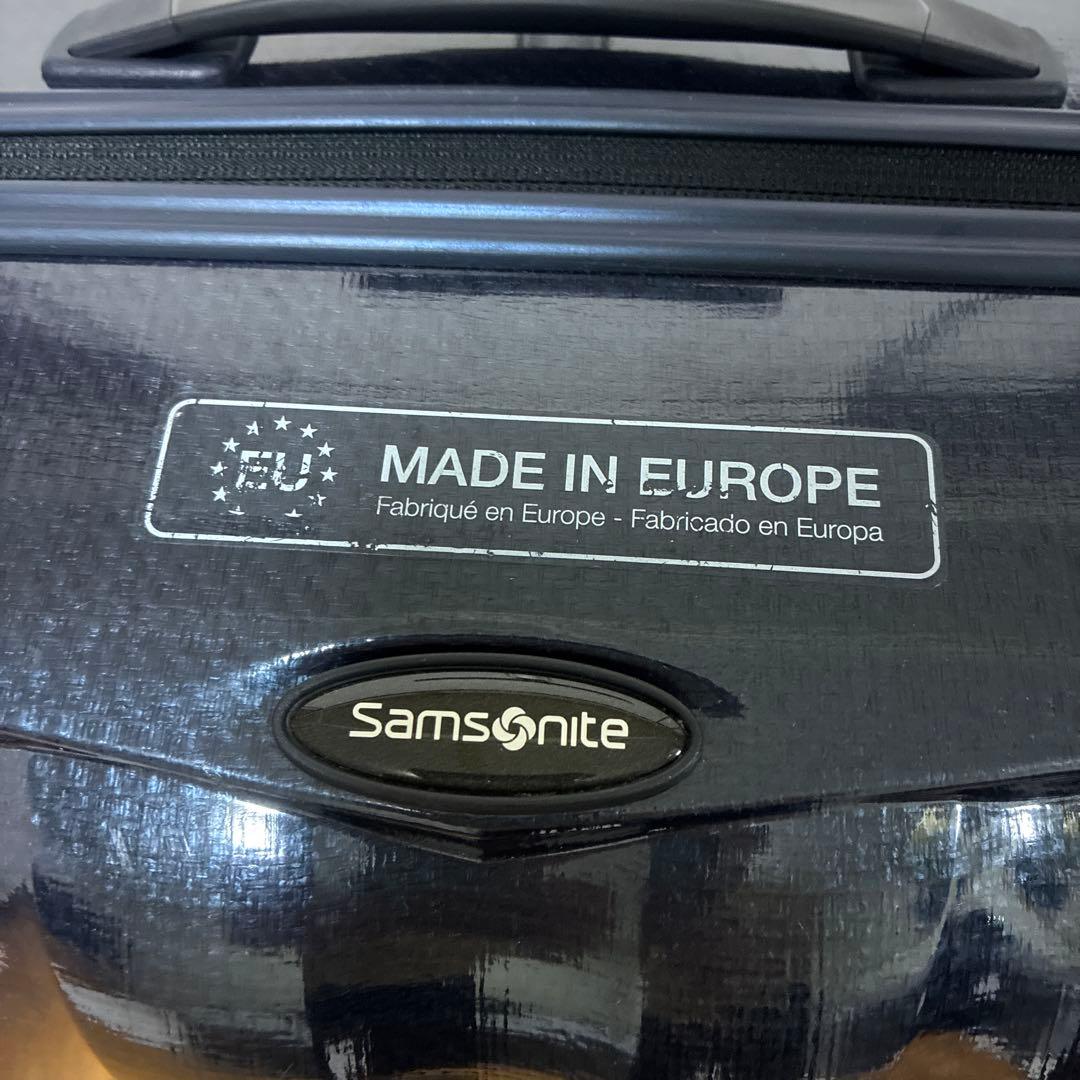 EU
MADE IN EUROPE
Fabriqué en Europe - Fabricado en Europa
Samsonite